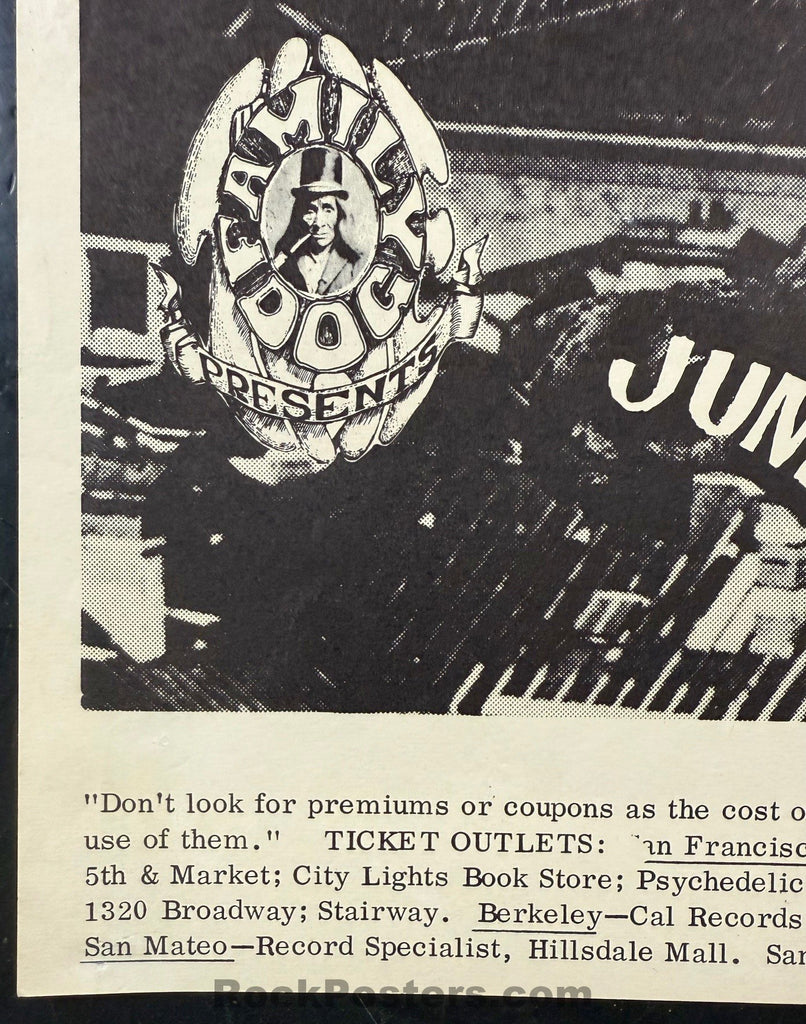 FAMILY
DOG
PRESENTS
JUN
"Don't look for premiums or coupons as the cost o
use of them." TICKET OUTLETS: an Francisc
5th & Market; City Lights Book Store; Psychedelic
1320 Broadway; Stairway. Berkeley—Cal Records
San Mateo—Record Specialist, Hillsdale Mall. San
RockPosters.com